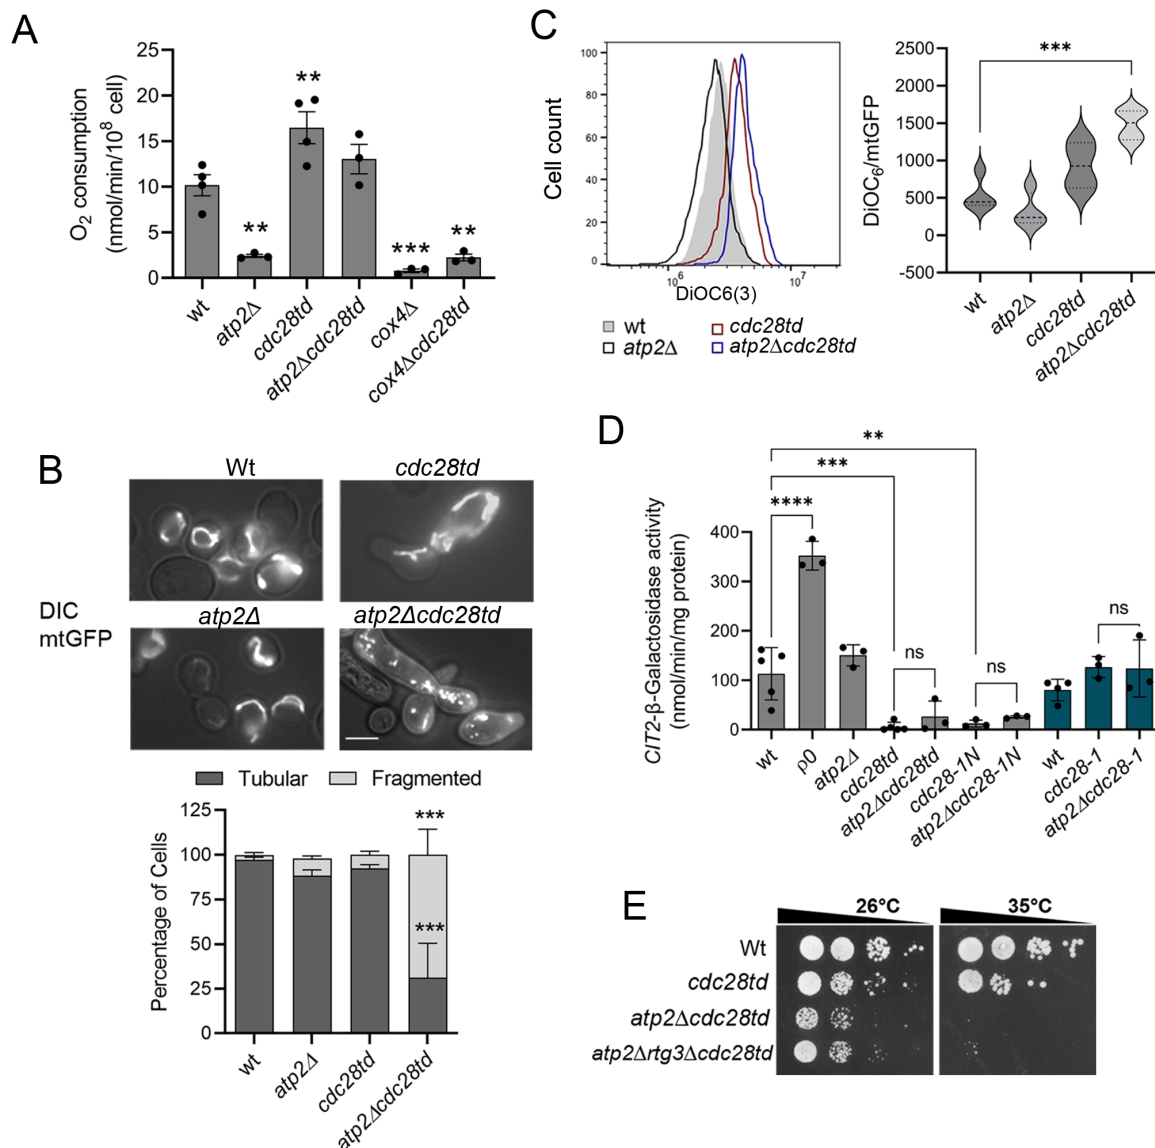 A
O2 consumption
(nmol/min/10^8 cell)
25
20
15
10
5
0
**
**
***
**
wt
atp2Δ
cdc28td
atp2Δcdc28td
cox4Δ
cox4Δcdc28td
B
Wt
cdc28td
DIC
mtGFP
atp2Δ
atp2Δcdc28td
Tubular
Fragmented
Percentage of Cells
125
100
75
50
25
0
***
***
wt
atp2Δ
cdc28td
atp2Δcdc28td
C
Cell count
100
80
60
40
20
0
10^6
10^7
DiOC6(3)
wt
cdc28td
atp2Δ
atp2Δcdc28td
DiOC6/mtGFP
2500
2000
1500
1000
500
0
-500
***
wt
atp2Δ
cdc28td
atp2Δcdc28td
D
CIT2-β-Galactosidase activity
(nmol/min/mg protein)
400
300
200
100
0
**
***
****
ns
ns
ns
wt
ρ0
atp2Δ
cdc28td
atp2Δcdc28td
cdc28-1N
atp2Δcdc28-1N
wt
cdc28-1
atp2Δcdc28-1
E
26°C
35°C
Wt
cdc28td
atp2Δcdc28td
atp2Δrtg3Δcdc28td